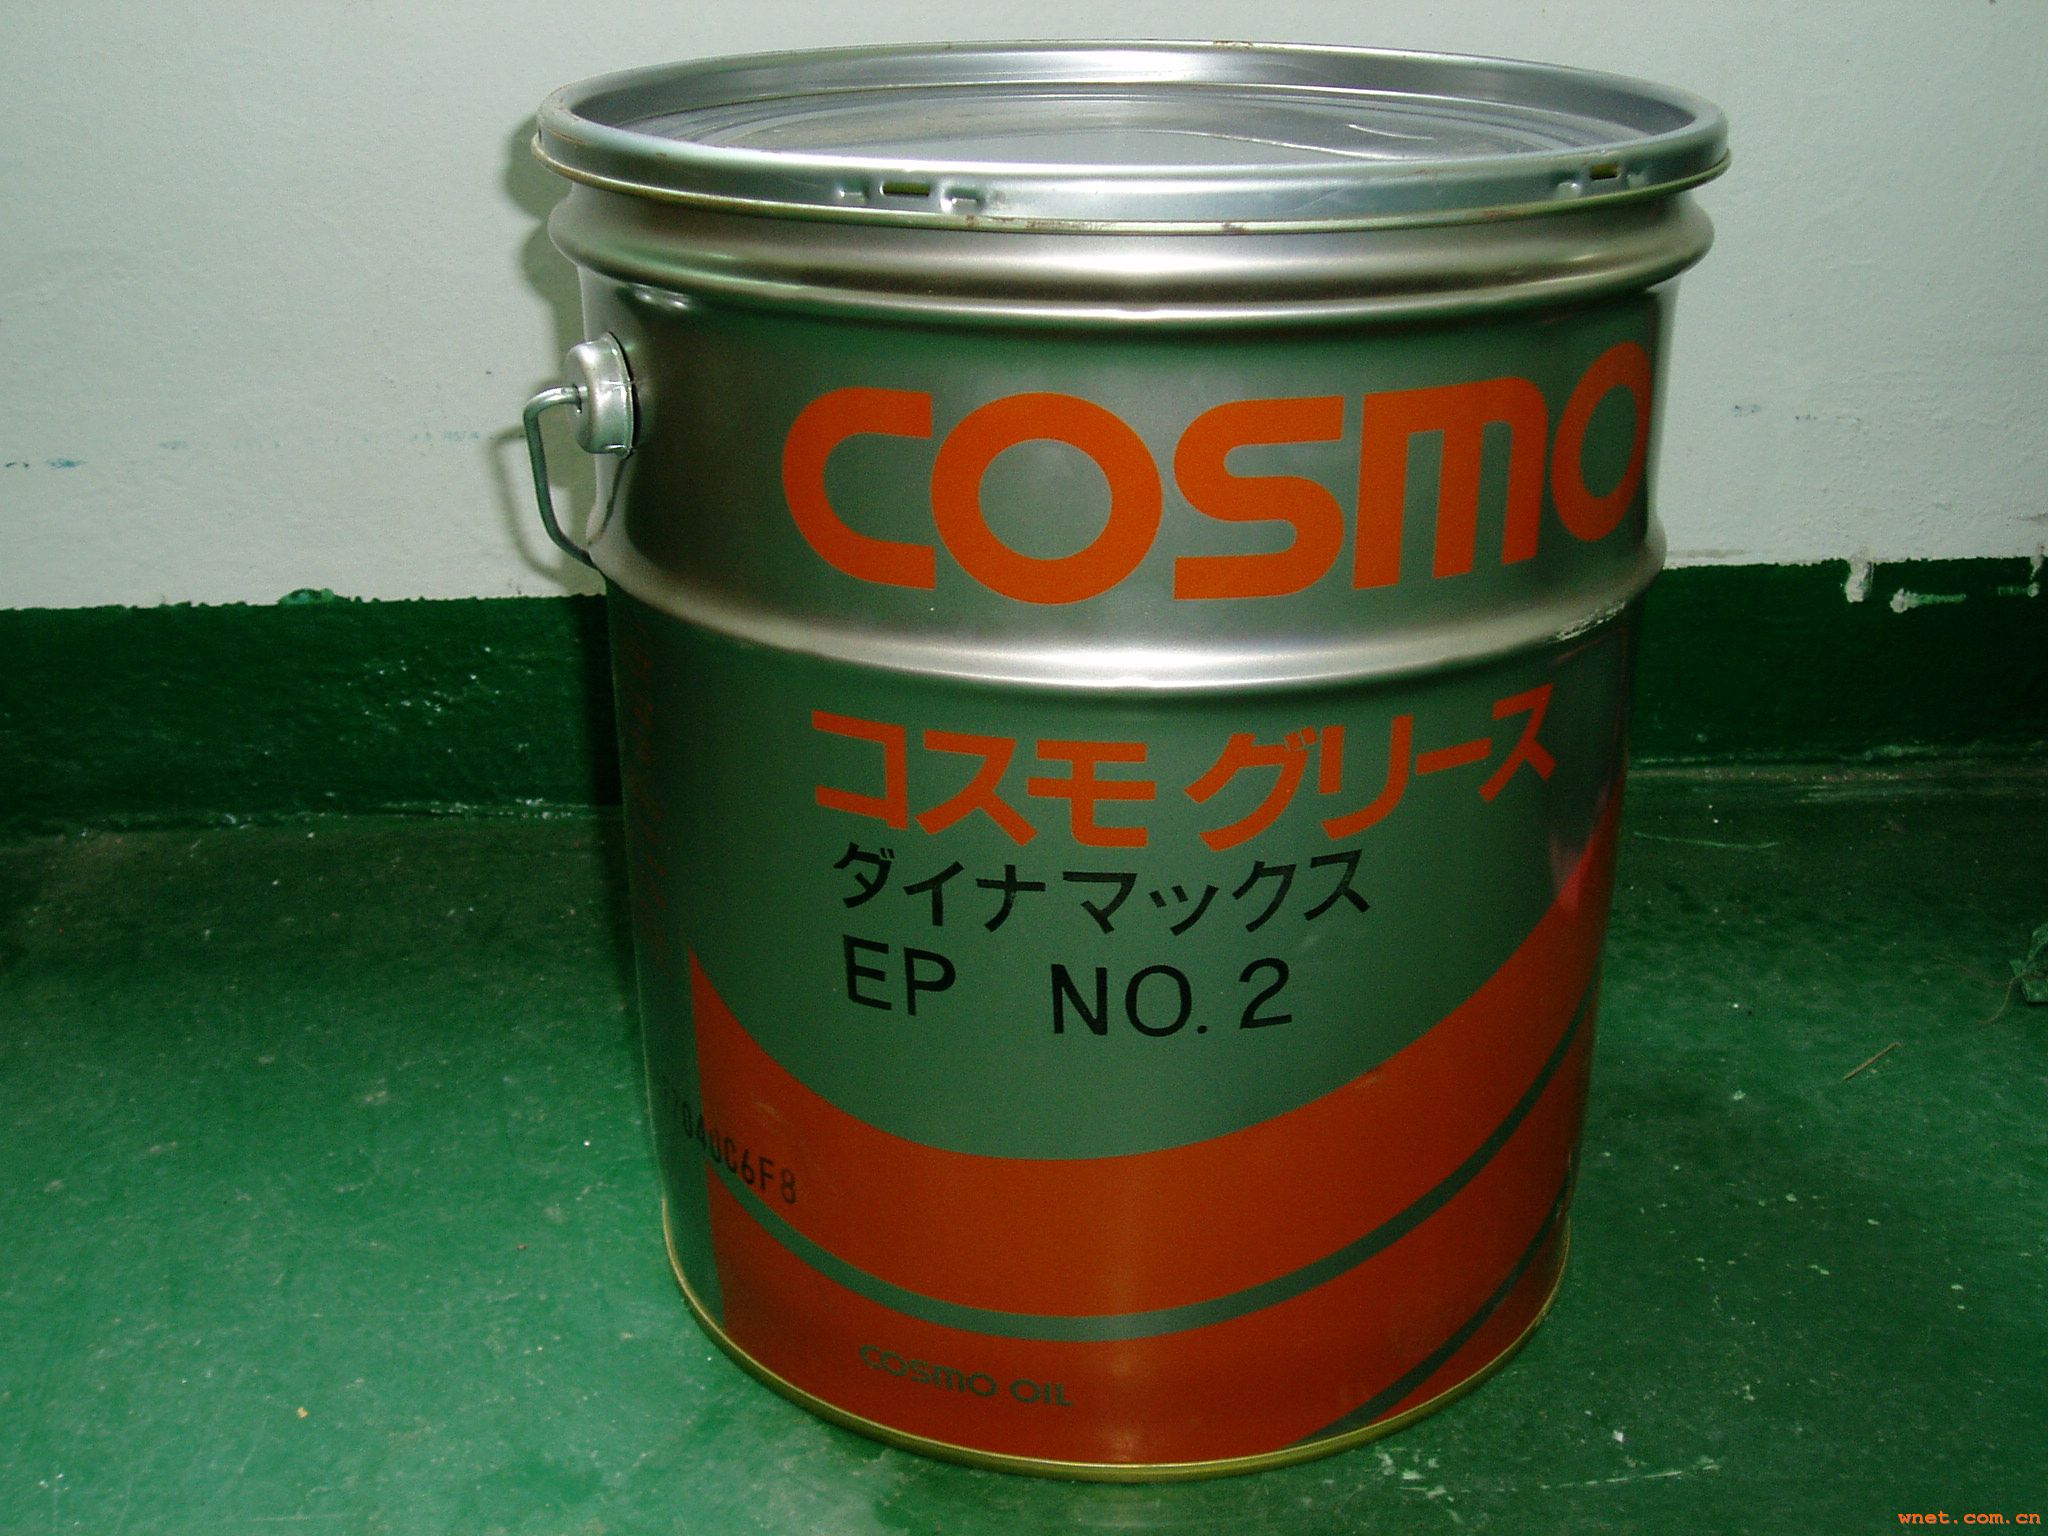 COSMO
コスモ グリース
ダイナマックス
EP NO.2
COSMO OIL
wnet.com.cn